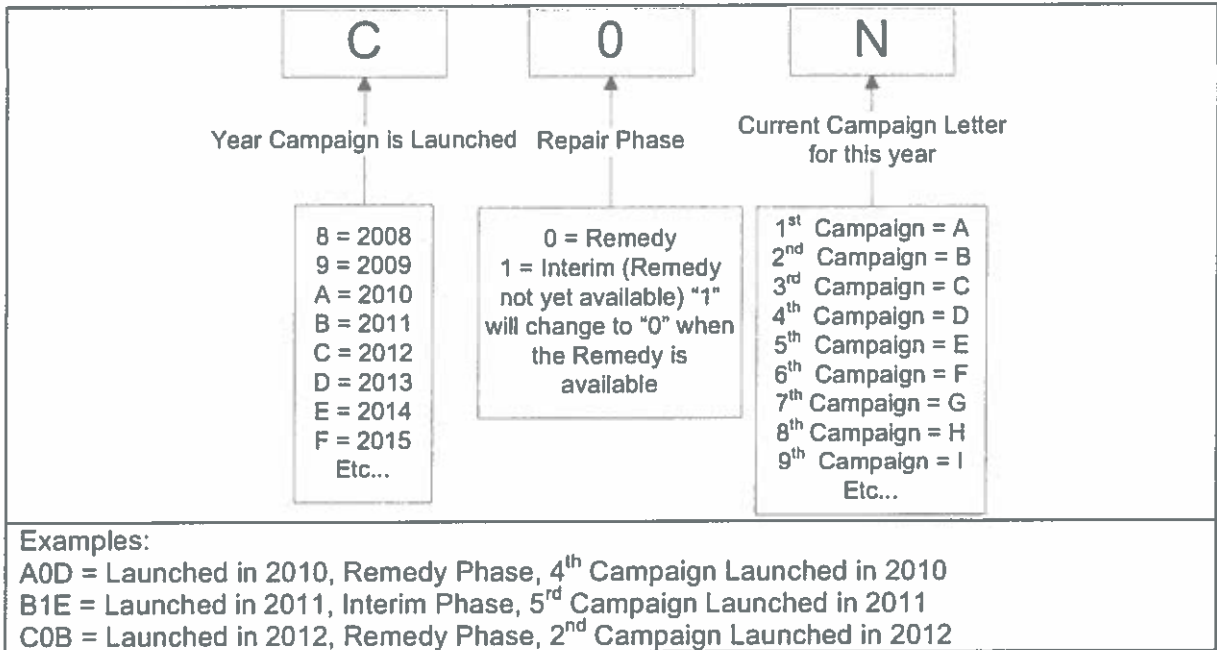 C 0 N
Year Campaign is Launched
Repair Phase
Current Campaign Letter
for this year
8 = 2008
9 = 2009
A = 2010
B = 2011
C = 2012
D = 2013
E = 2014
F = 2015
Etc...
0 = Remedy
1 = Interim (Remedy
not yet available) "1"
will change to "0" when
the Remedy is
available
1st Campaign = A
2nd Campaign = B
3rd Campaign = C
4th Campaign = D
5th Campaign = E
6th Campaign = F
7th Campaign = G
8th Campaign = H
9th Campaign = I
Etc...
Examples:
A0D = Launched in 2010, Remedy Phase, 4th Campaign Launched in 2010
B1E = Launched in 2011, Interim Phase, 5rd Campaign Launched in 2011
C0B = Launched in 2012, Remedy Phase, 2nd Campaign Launched in 2012